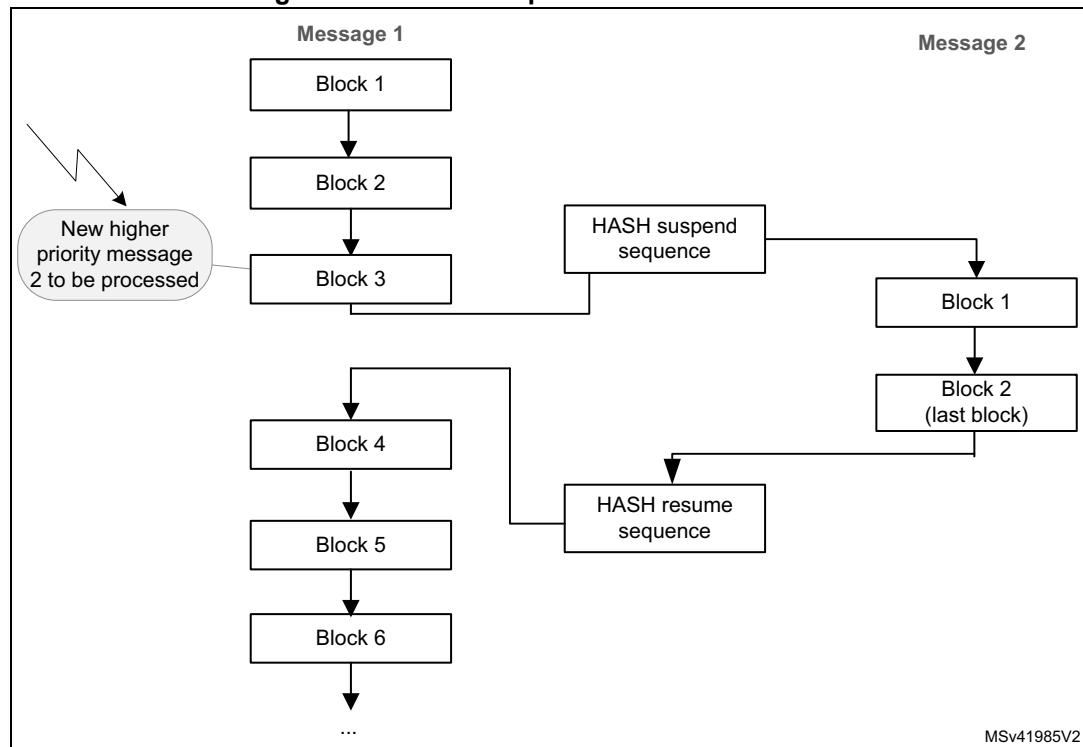 Message 1
Message 2
Block 1
Block 2
New higher
priority message
2 to be processed
Block 3
HASH suspend
sequence
Block 1
Block 2
(last block)
Block 4
HASH resume
sequence
Block 5
Block 6
...
MSv41985V2